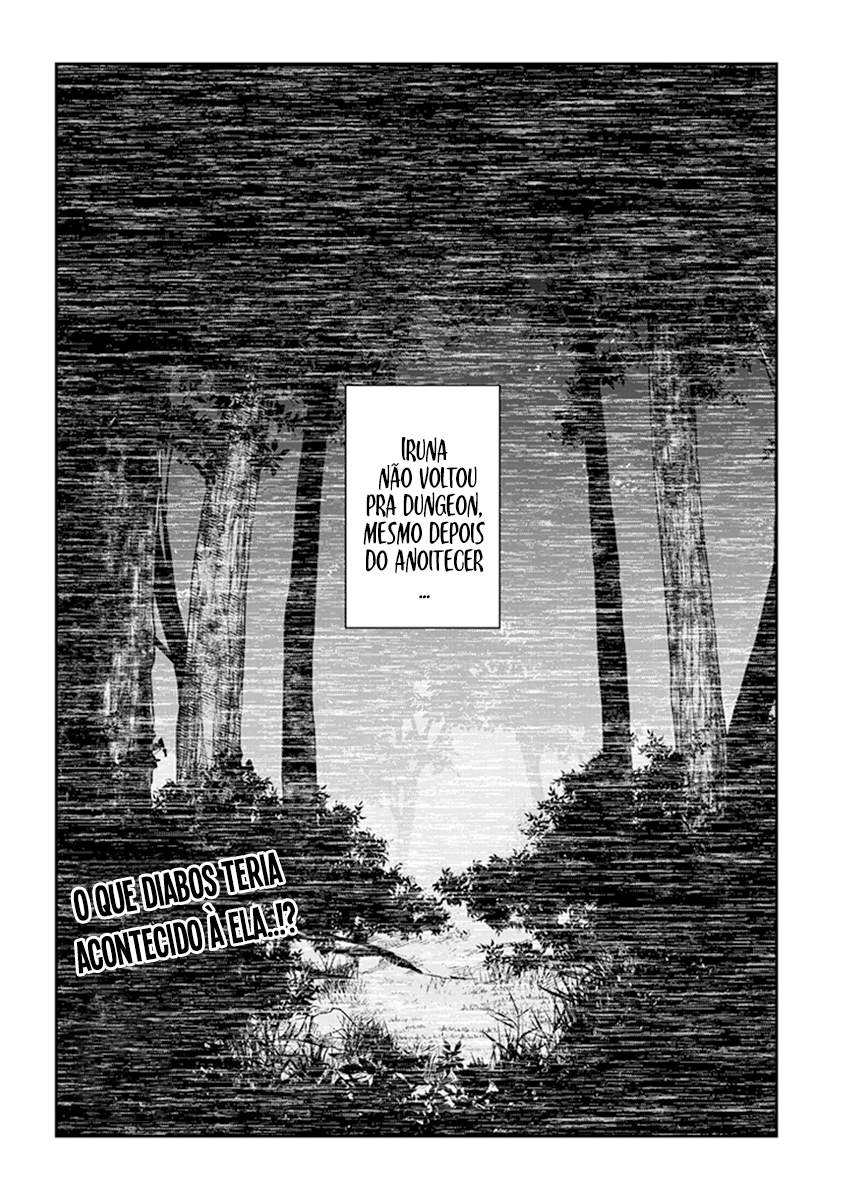 IRUNA
NÃO VOLTOU
PRA DUNGEON,
MESMO DEPOIS
DO ANOITECER
...
O QUE DIABOS TERIA
ACONTECIDO À ELA..!?